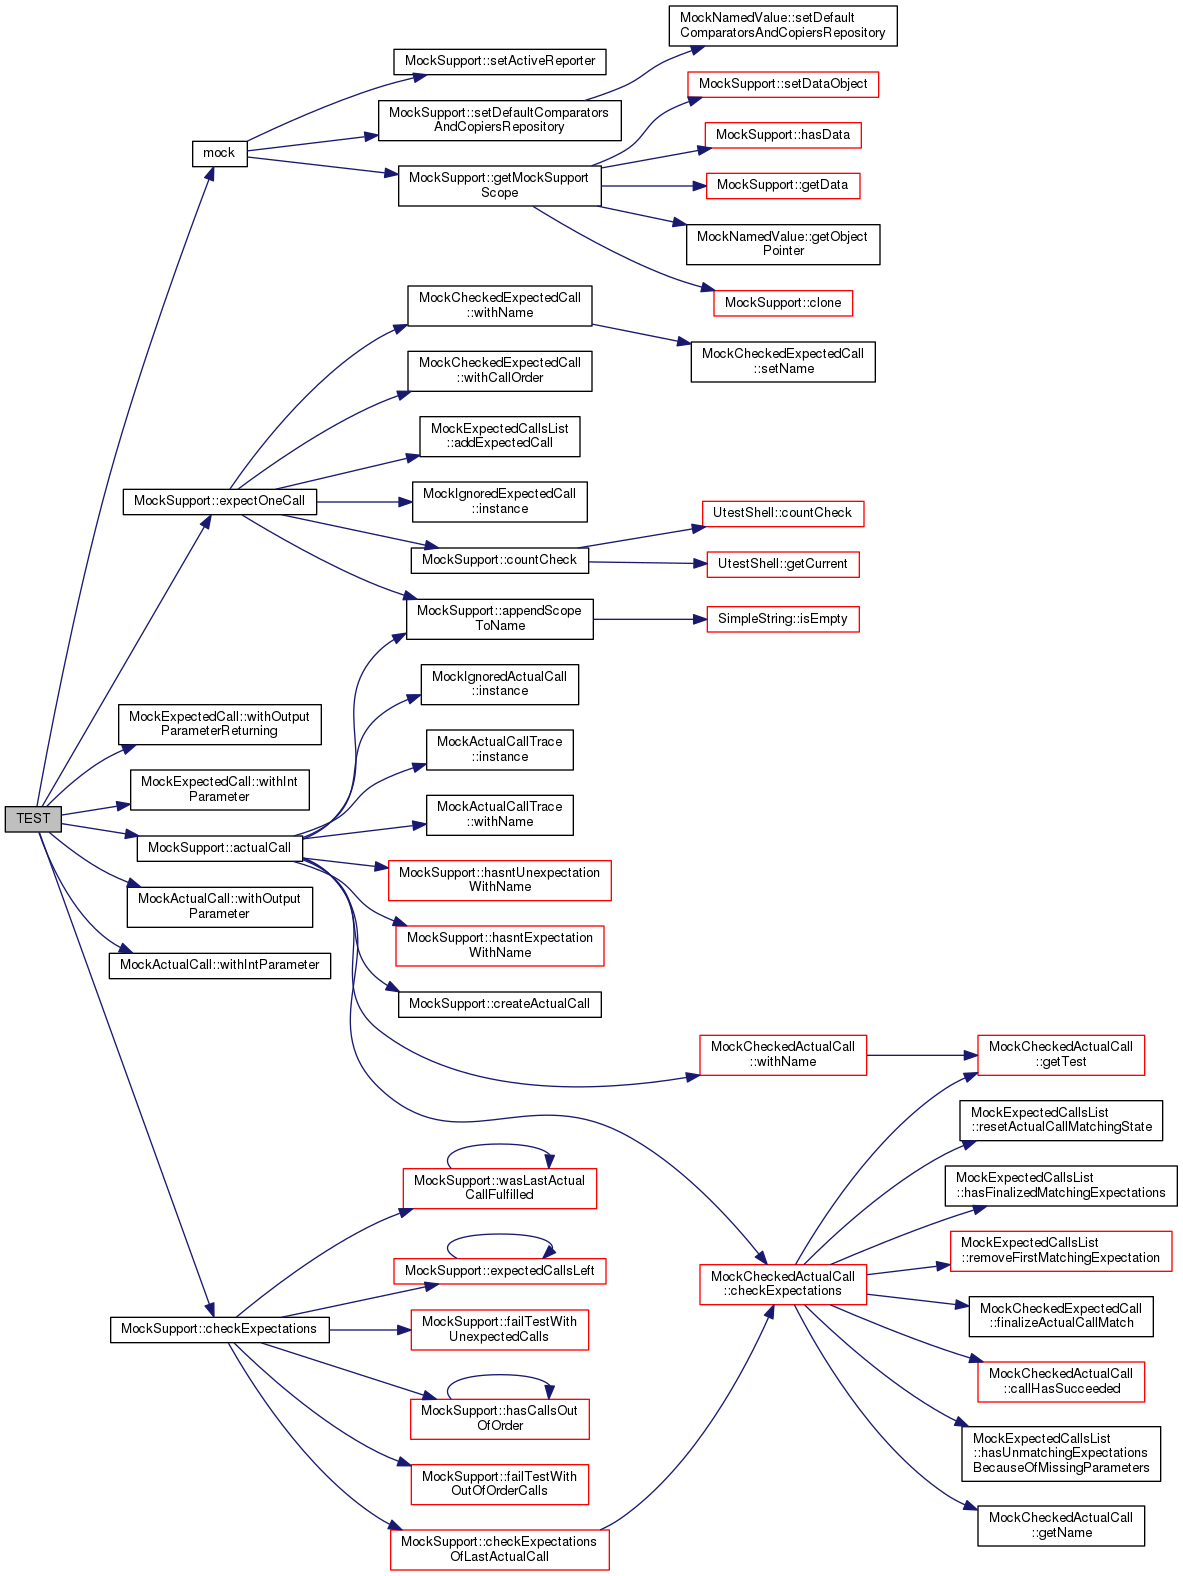 MockNamedValue::setDefault
ComparatorsAndCopiersRepository
MockSupport::setActiveReporter
MockSupport::setDataObject
MockSupport::setDefaultComparators
AndCopiersRepository
MockSupport::hasData
mock
MockSupport::getMockSupport
Scope
MockSupport::getData
MockNamedValue::getObject
Pointer
MockSupport::clone
MockCheckedExpectedCall
::withName
MockCheckedExpectedCall
::setName
MockCheckedExpectedCall
::withCallOrder
MockExpectedCallsList
::addExpectedCall
MockSupport::expectOneCall
MockIgnoredExpectedCall
::instance
UtestShell::countCheck
MockSupport::countCheck
UtestShell::getCurrent
MockSupport::appendScope
ToName
SimpleString::isEmpty
MockIgnoredActualCall
::instance
MockExpectedCall::withOutput
ParameterReturning
MockActualCallTrace
::instance
MockExpectedCall::withInt
Parameter
MockActualCallTrace
::withName
TEST
MockSupport::actualCall
MockSupport::hasntUnexpectation
WithName
MockActualCall::withOutput
Parameter
MockSupport::hasntExpectation
WithName
MockActualCall::withIntParameter
MockSupport::createActualCall
MockCheckedActualCall
::withName
MockCheckedActualCall
::getTest
MockExpectedCallsList
::resetActualCallMatchingState
MockSupport::wasLastActual
CallFulfilled
MockExpectedCallsList
::hasFinalizedMatchingExpectations
MockSupport::expectedCallsLeft
MockExpectedCallsList
::removeFirstMatchingExpectation
MockCheckedActualCall
::checkExpectations
MockSupport::checkExpectations
MockSupport::failTestWith
UnexpectedCalls
MockCheckedExpectedCall
::finalizeActualCallMatch
MockCheckedActualCall
::callHasSucceeded
MockSupport::hasCallsOut
OfOrder
MockExpectedCallsList
::hasUnmatchingExpectations
BecauseOfMissingParameters
MockSupport::failTestWith
OutOfOrderCalls
MockCheckedActualCall
::getName
MockSupport::checkExpectations
OfLastActualCall